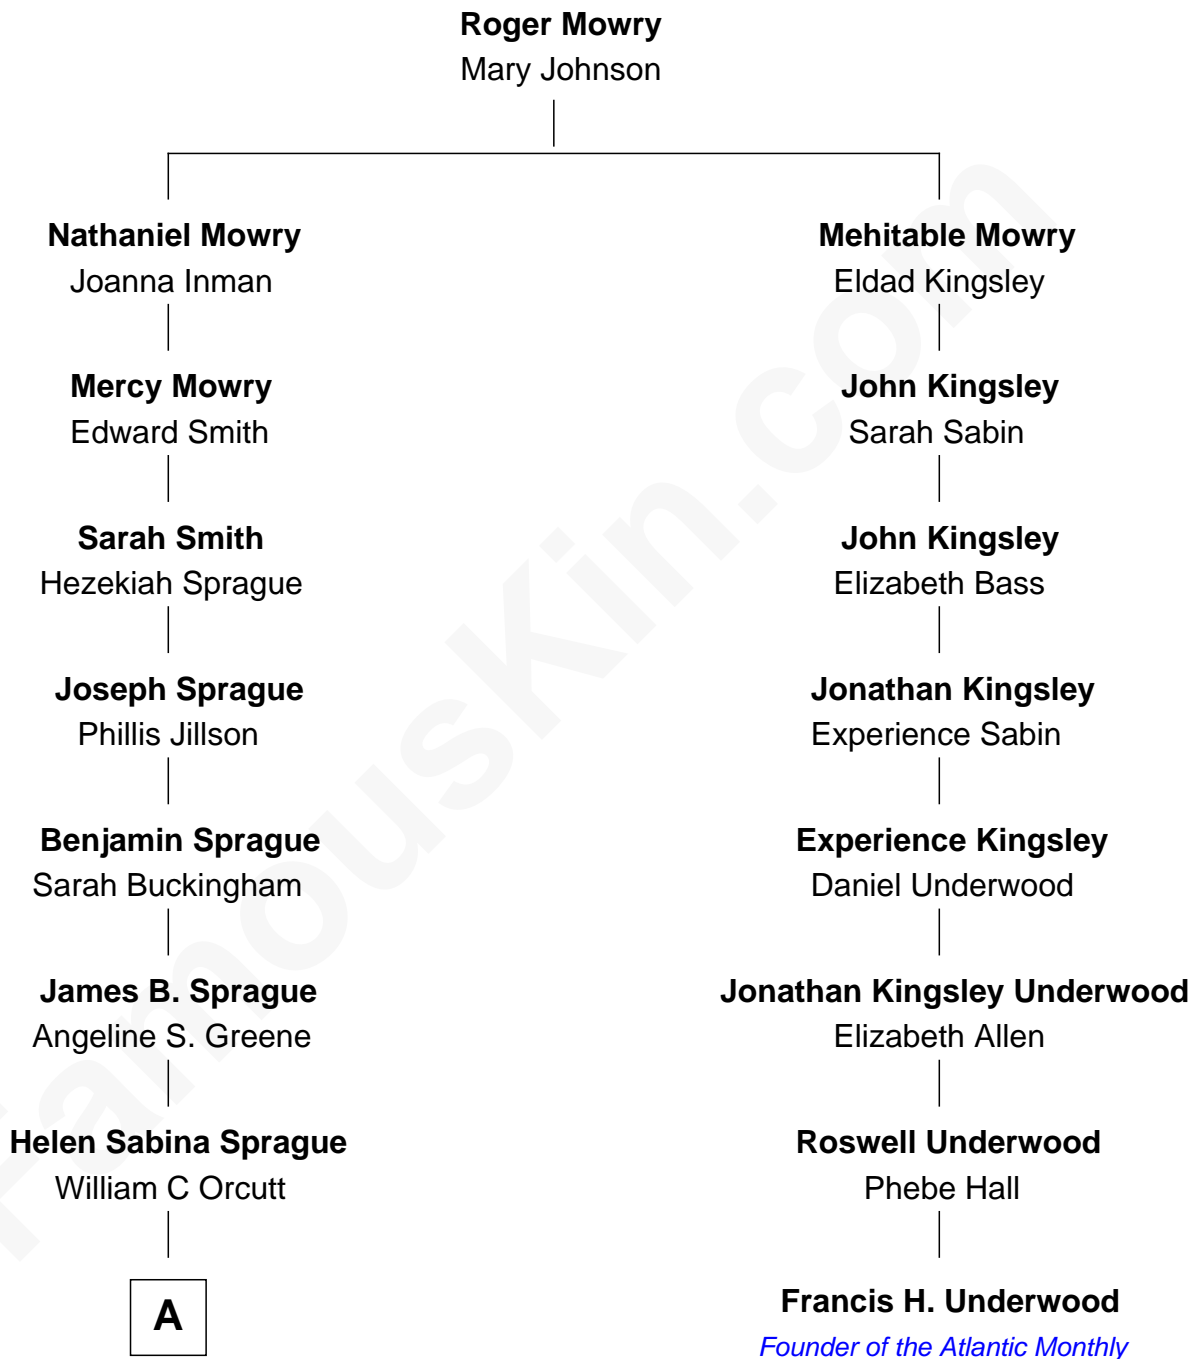 Roger Mowry
Mary Johnson
Nathaniel Mowry
Joanna Inman
Mehitable Mowry
Eldad Kingsley
Mercy Mowry
Edward Smith
John Kingsley
Sarah Sabin
Sarah Smith
Hezekiah Sprague
John Kingsley
Elizabeth Bass
Joseph Sprague
Phillis Jillson
Jonathan Kingsley
Experience Sabin
Benjamin Sprague
Sarah Buckingham
Experience Kingsley
Daniel Underwood
James B. Sprague
Angeline S. Greene
Jonathan Kingsley Underwood
Elizabeth Allen
Helen Sabina Sprague
William C Orcutt
Roswell Underwood
Phebe Hall
A
Francis H. Underwood
Founder of the Atlantic Monthly
FamousKin.com